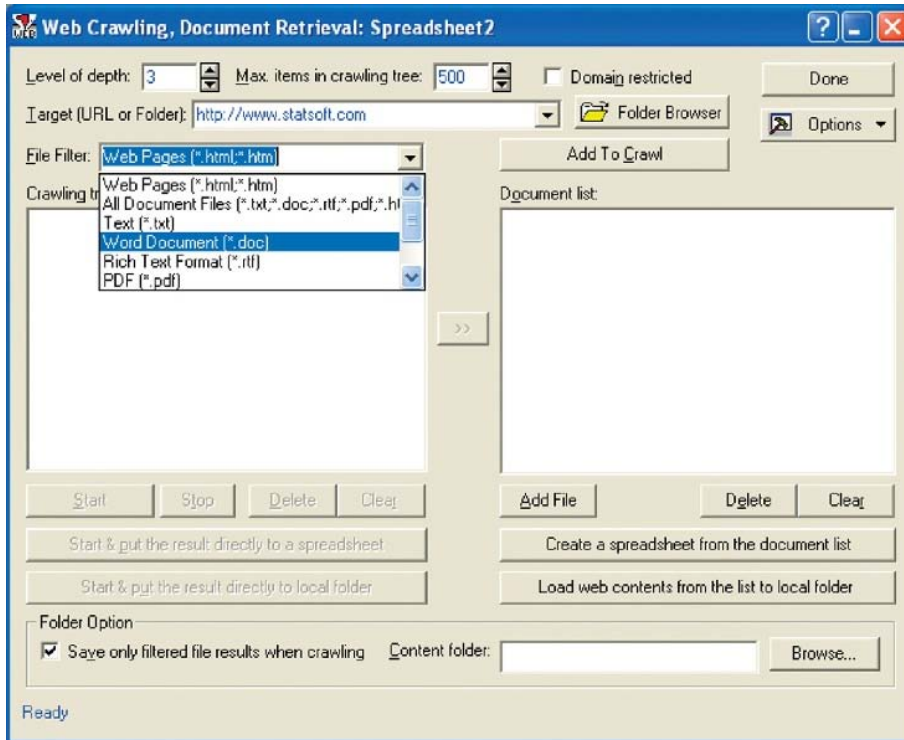 Web Crawling, Document Retrieval: Spreadsheet2
Level of depth: 3 Max. items in crawling tree: 500 Domain restricted Done
Target (URL or Folder): http://www.statsoft.com Folder Browser Options
File Filter: Web Pages (*.html;*.htm) Add To Crawl
Crawling tr Document list:
Web Pages (*.html;*.htm)
All Document Files (*.txt;*.doc;*.rtf;*.pdf;*.ht
Text (*.txt)
Word Document (*.doc)
Rich Text Format (*.rtf)
PDF (*.pdf)
>>
Start Stop Delete Clear Add File Delete Clear
Start & put the result directly to a spreadsheet Create a spreadsheet from the document list
Start & put the result directly to local folder Load web contents from the list to local folder
Folder Option
Save only filtered file results when crawling Content folder: Browse...
Ready